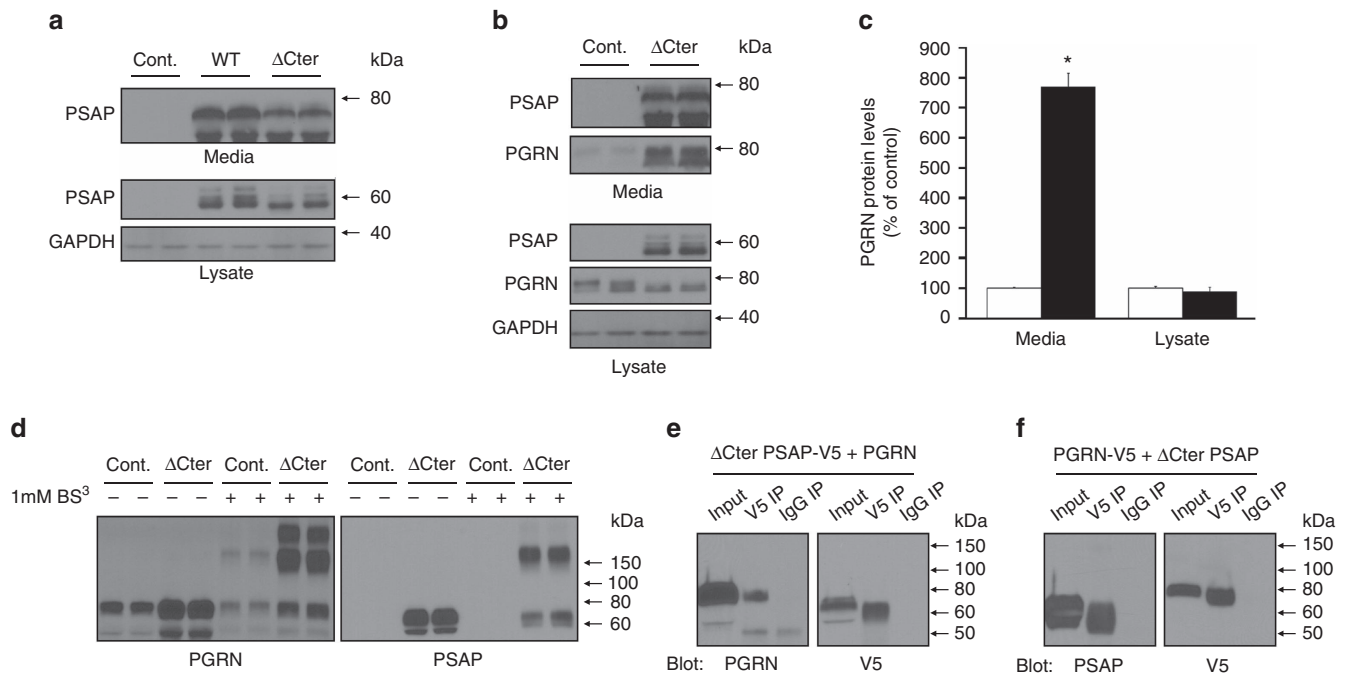 a
Cont. WT ΔCter kDa
PSAP 80
Media
PSAP 60
GAPDH 40
Lysate
b
Cont. ΔCter kDa
PSAP 80
PGRN 80
Media
PSAP 60
PGRN 80
GAPDH 40
Lysate
c
PGRN protein levels
(% of control)
900
800
700
600
500
400
300
200
100
0
*
Media Lysate
d
Cont. ΔCter Cont. ΔCter Cont. ΔCter Cont. ΔCter
1mM BS³ – – – – + + + + – – – – + + + +
kDa
150
100
80
60
PGRN PSAP
e
ΔCter PSAP-V5 + PGRN
Input V5 IP IgG IP Input V5 IP IgG IP
kDa
150
100
80
60
50
Blot: PGRN V5
f
PGRN-V5 + ΔCter PSAP
Input V5 IP IgG IP Input V5 IP IgG IP
kDa
150
100
80
60
50
Blot: PSAP V5